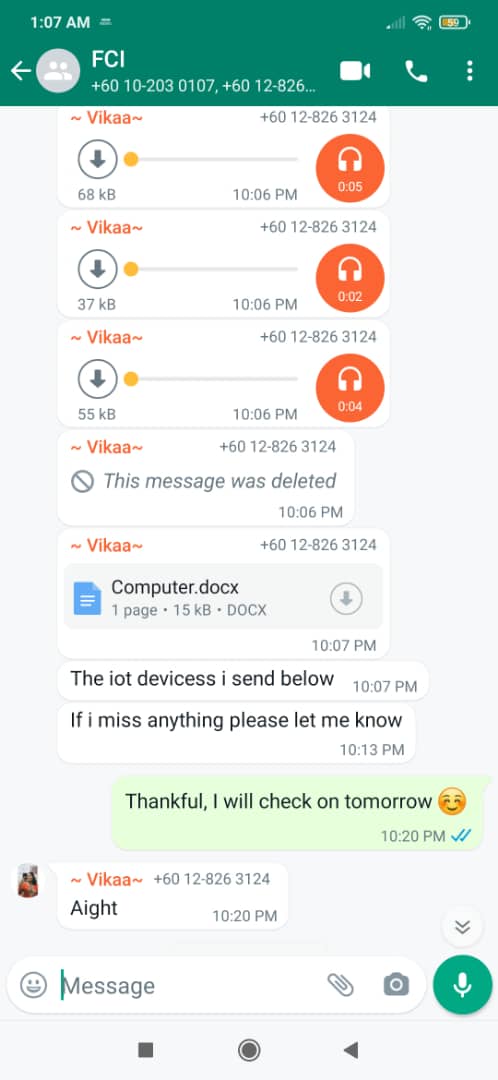 1:07 AM
59
FCI
+60 10-203 0107, +60 12-826...
~ Vikaa~ +60 12-826 3124
68 kB 10:06 PM 0:05
~ Vikaa~ +60 12-826 3124
37 kB 10:06 PM 0:02
~ Vikaa~ +60 12-826 3124
55 kB 10:06 PM 0:04
~ Vikaa~ +60 12-826 3124
This message was deleted
10:06 PM
~ Vikaa~ +60 12-826 3124
Computer.docx
1 page • 15 kB • DOCX
10:07 PM
The iot devicess i send below 10:07 PM
If i miss anything please let me know
10:13 PM
Thankful, I will check on tomorrow ☺️
10:20 PM
~ Vikaa~ +60 12-826 3124
Aight 10:20 PM
Message